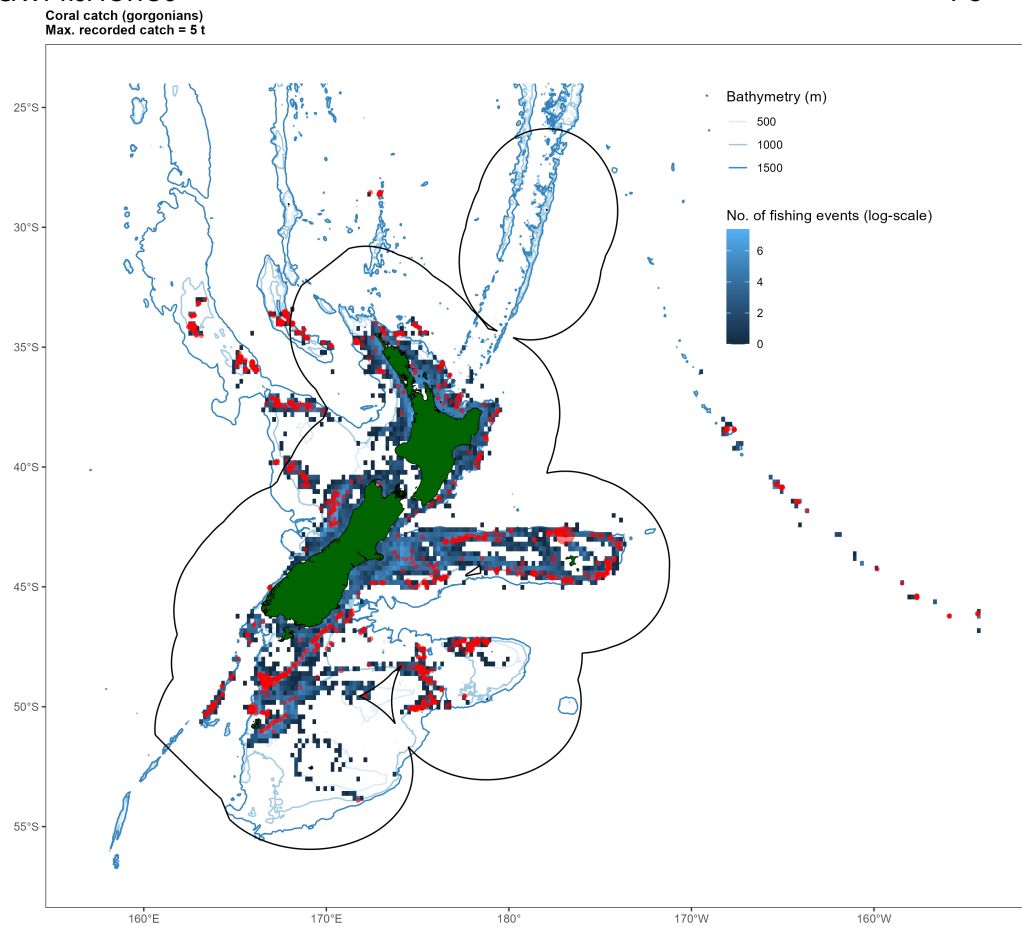 Coral catch (gorgonians)
Max. recorded catch = 5 t
25°S
30°S
35°S
40°S
45°S
50°S
55°S
160°E
170°E
180°
170°W
160°W
Bathymetry (m)
500
1000
1500
No. of fishing events (log-scale)
6
4
2
0